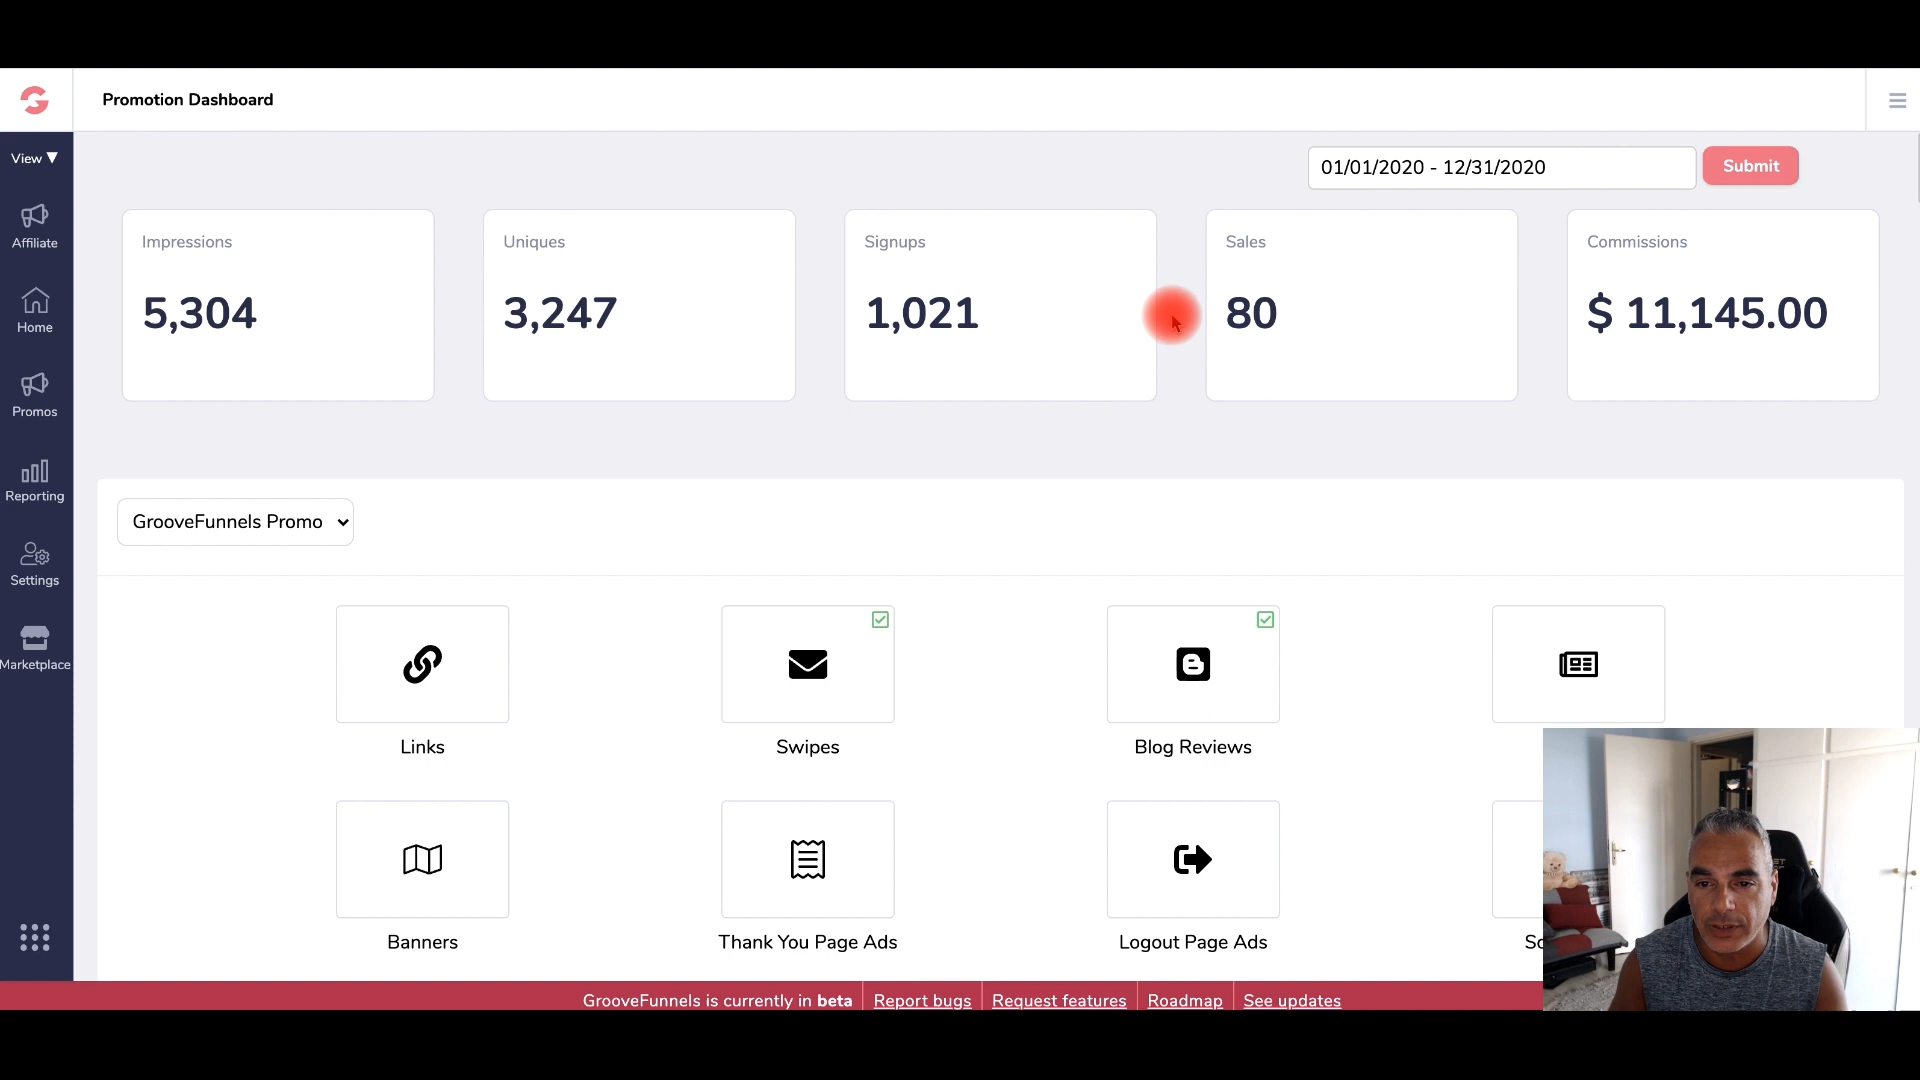 Promotion Dashboard
View ▼
01/01/2020 - 12/31/2020
Submit
Affiliate
Home
Promos
Reporting
Settings
Marketplace
Impressions
5,304
Uniques
3,247
Signups
1,021
Sales
80
Commissions
$ 11,145.00
GrooveFunnels Promo
Links
Swipes
Blog Reviews
Banners
Thank You Page Ads
Logout Page Ads
GrooveFunnels is currently in beta
Report bugs
Request features
Roadmap
See updates